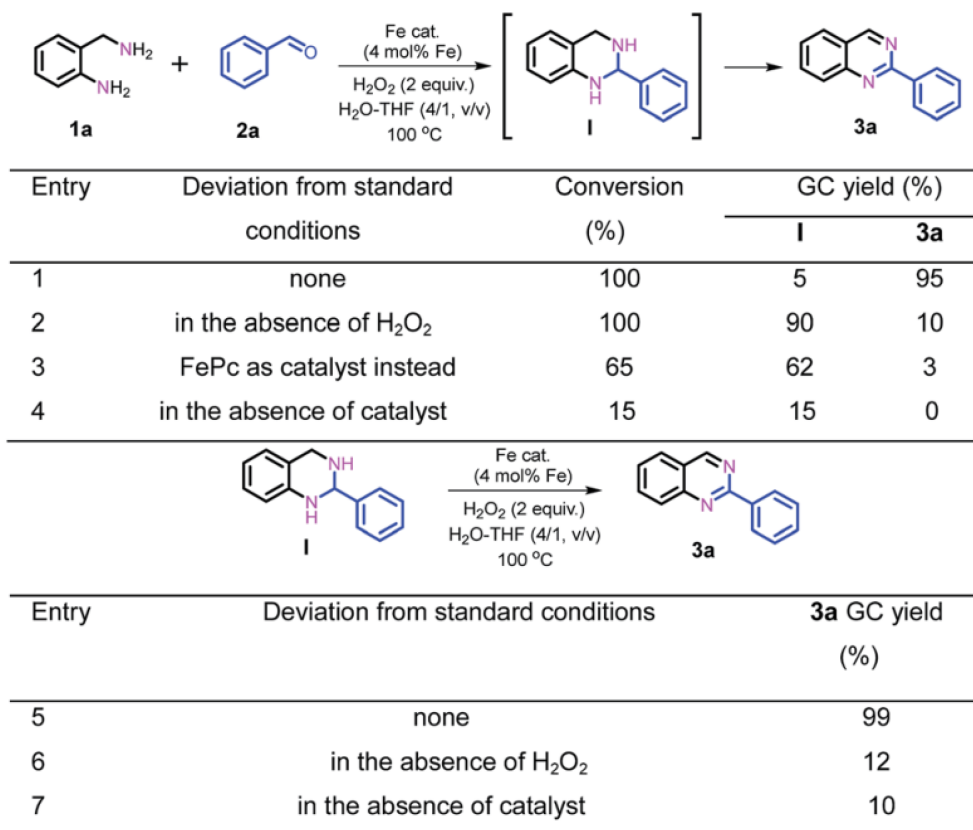 NH₂
NH₂
1a
+
O
2a
Fe cat.
(4 mol% Fe)
H₂O₂ (2 equiv.)
H₂O-THF (4/1, v/v)
100 °C
NH
N
H
I
N
N
3a
Entry Deviation from standard conditions Conversion (%) GC yield (%)
I 3a
1 none 100 5 95
2 in the absence of H₂O₂ 100 90 10
3 FePc as catalyst instead 65 62 3
4 in the absence of catalyst 15 15 0
NH
N
H
I
Fe cat.
(4 mol% Fe)
H₂O₂ (2 equiv.)
H₂O-THF (4/1, v/v)
100 °C
N
N
3a
Entry Deviation from standard conditions 3a GC yield
(%)
5 none 99
6 in the absence of H₂O₂ 12
7 in the absence of catalyst 10